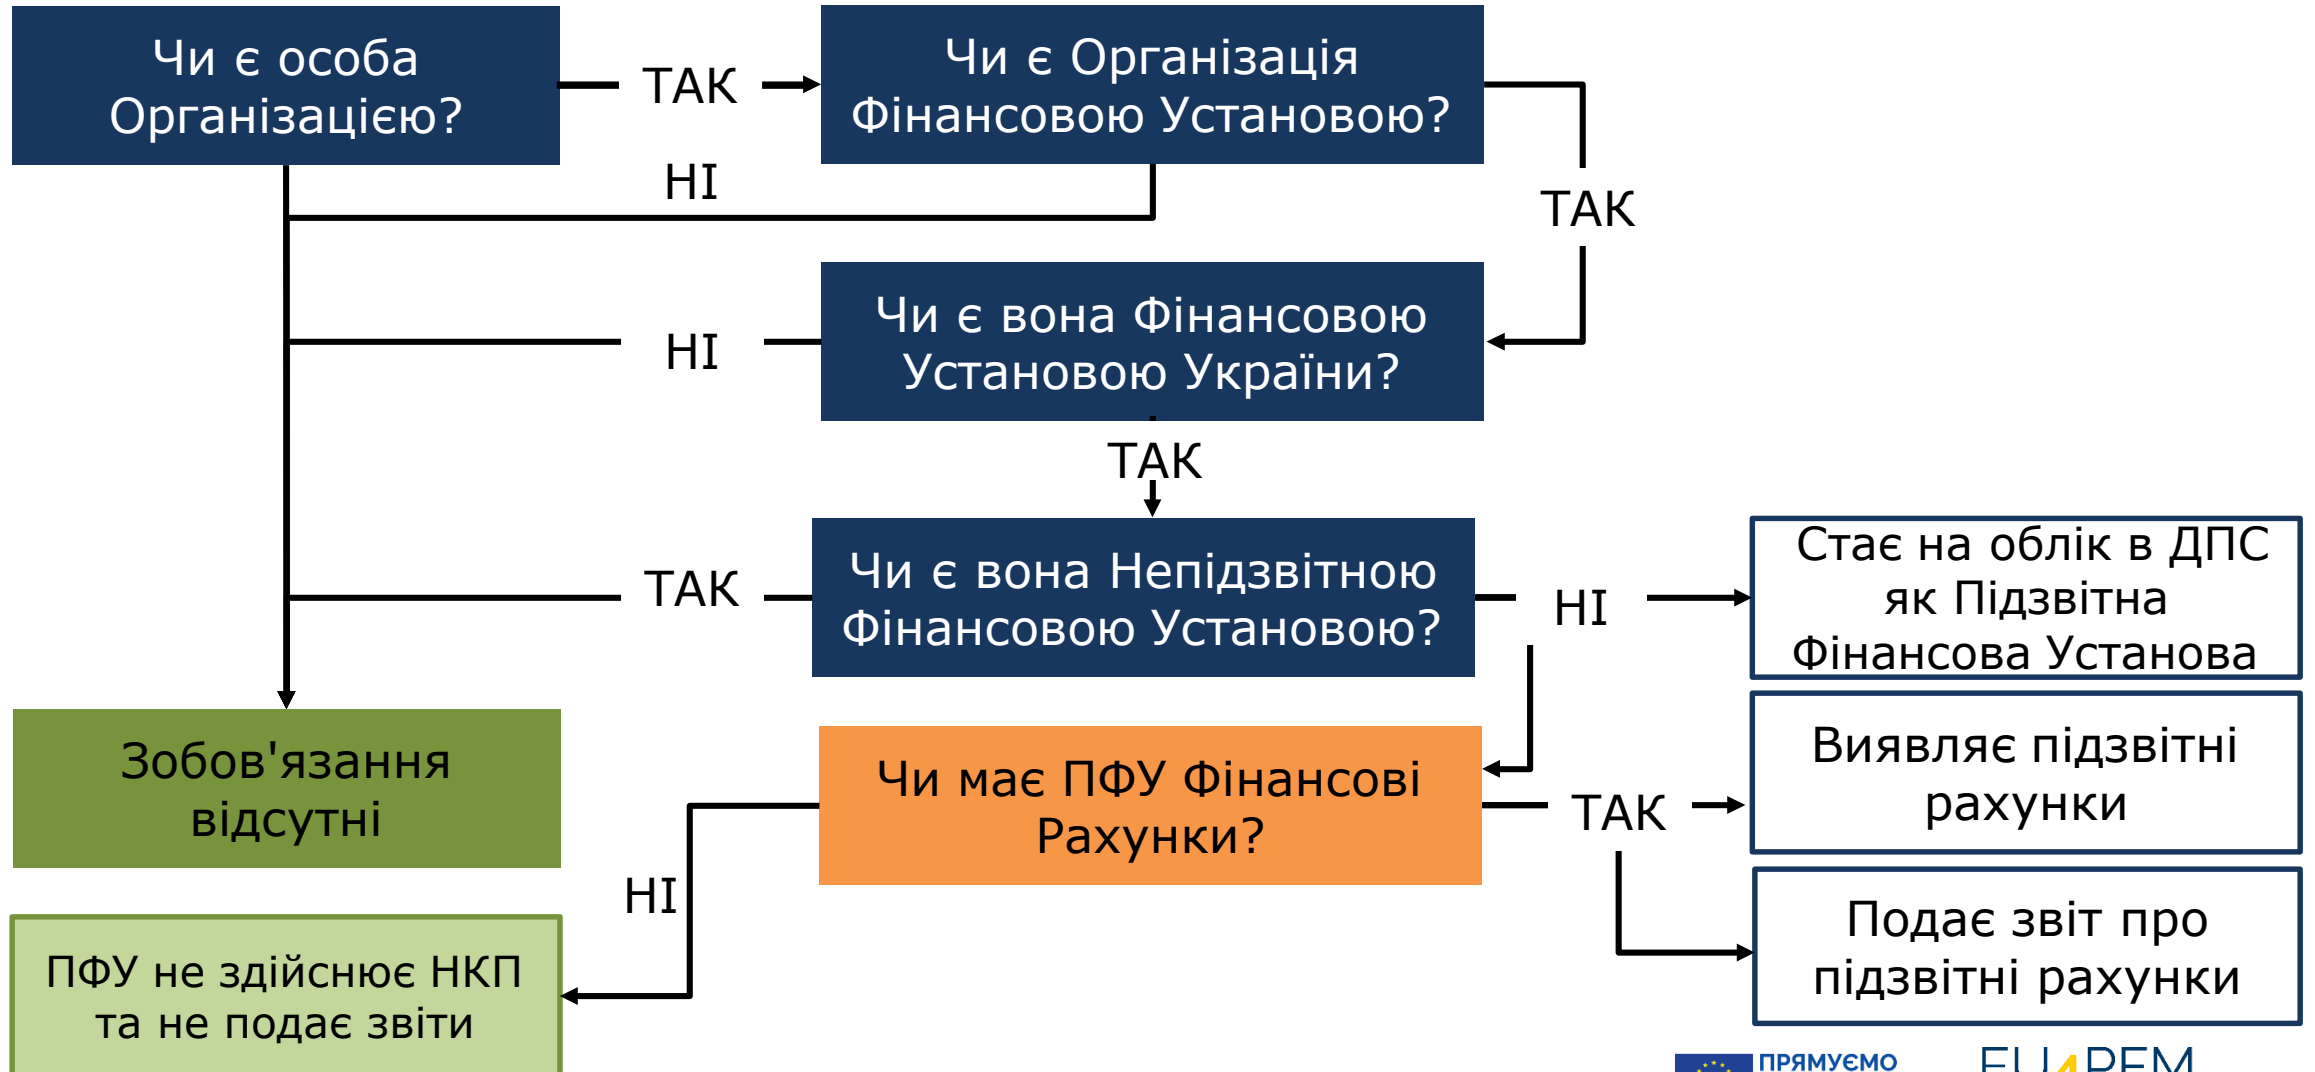 Чи є особа
Організацією?
ТАК
Чи є Організація
Фінансовою Установою?
НІ
ТАК
Чи є вона Фінансовою
Установою України?
НІ
ТАК
Чи є вона Непідзвітною
Фінансовою Установою?
ТАК
НІ
Стає на облік в ДПС
як Підзвітна
Фінансова Установа
Зобов'язання
відсутні
Чи має ПФУ Фінансові
Рахунки?
ТАК
Виявляє підзвітні
рахунки
НІ
Подає звіт про
підзвітні рахунки
ПФУ не здійснює НКП
та не подає звіти
ПРЯМУЄМО
EU4PFM